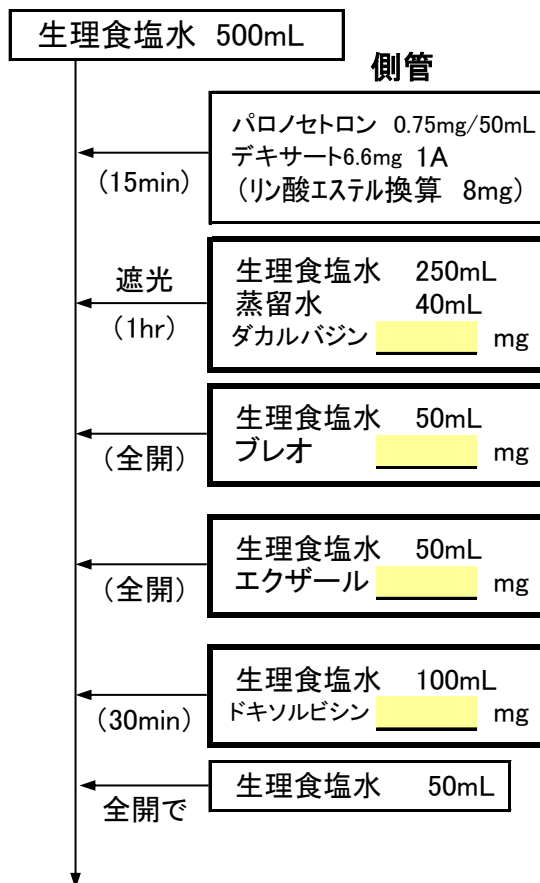 生理食塩水 500mL
側管
パロノセトロン 0.75mg/50mL
デキサート6.6mg 1A
(リン酸エステル換算 8mg)
(15min)
遮光
(1hr)
生理食塩水 250mL
蒸留水 40mL
ダカルバジン mg
(全開)
生理食塩水 50mL
ブレオ mg
(全開)
生理食塩水 50mL
エクザール mg
(30min)
生理食塩水 100mL
ドキソルビシン mg
全開で
生理食塩水 50mL